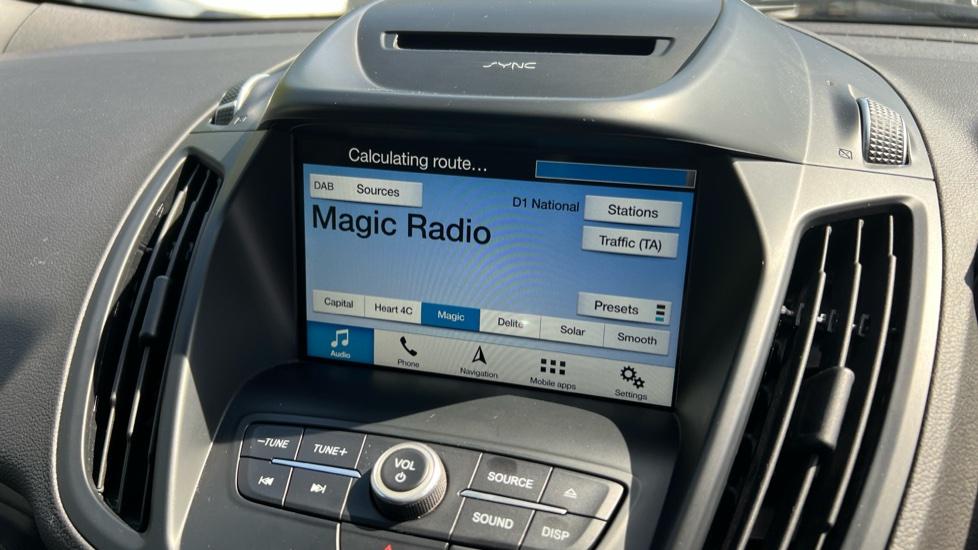 SYNC
Calculating route...
DAB Sources
D1 National
Stations
Magic Radio
Traffic (TA)
Presets
Capital Heart 4C Magic Delite Solar Smooth
Audio Phone Navigation Mobile apps Settings
−TUNE TUNE+
VOL
SOURCE
SOUND
DISP